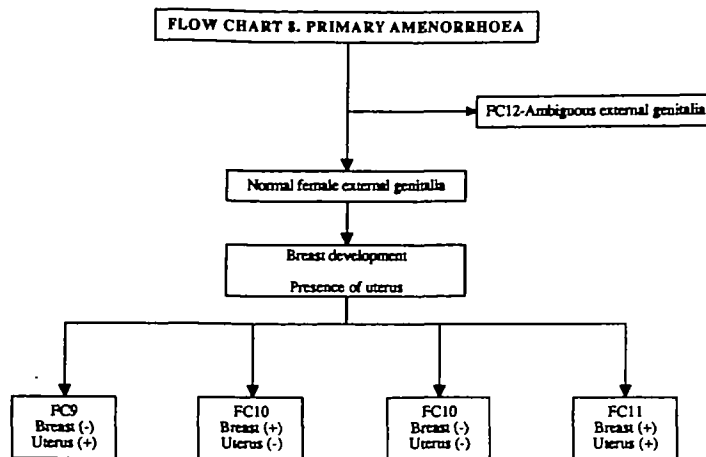 FLOW CHART 8. PRIMARY AMENORRHOEA
FC12-Ambiguous external genitalia
Normal female external genitalia
Breast development
Presence of uterus
FC9
Breast (-)
Uterus (+)
FC10
Breast (+)
Uterus (-)
FC10
Breast (-)
Uterus (-)
FC11
Breast (+)
Uterus (+)